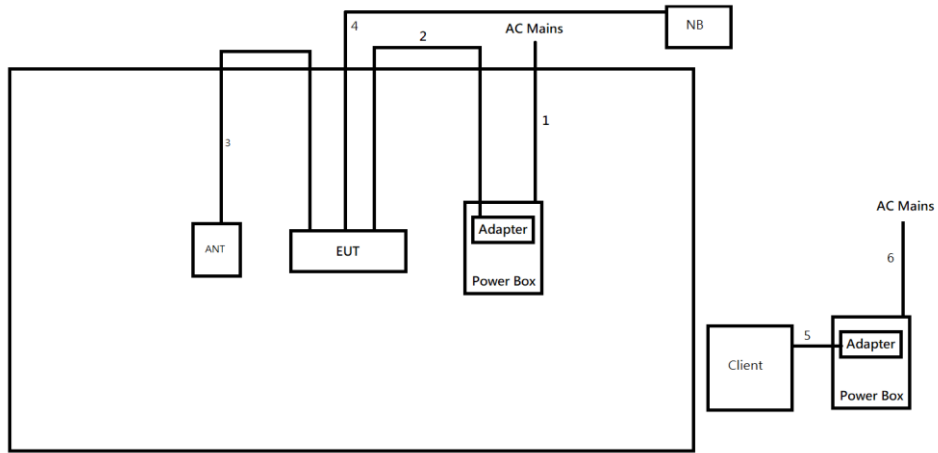 4
NB
AC Mains
2
1
3
ANT
EUT
Adapter
Power Box
AC Mains
6
5
Client
Adapter
Power Box